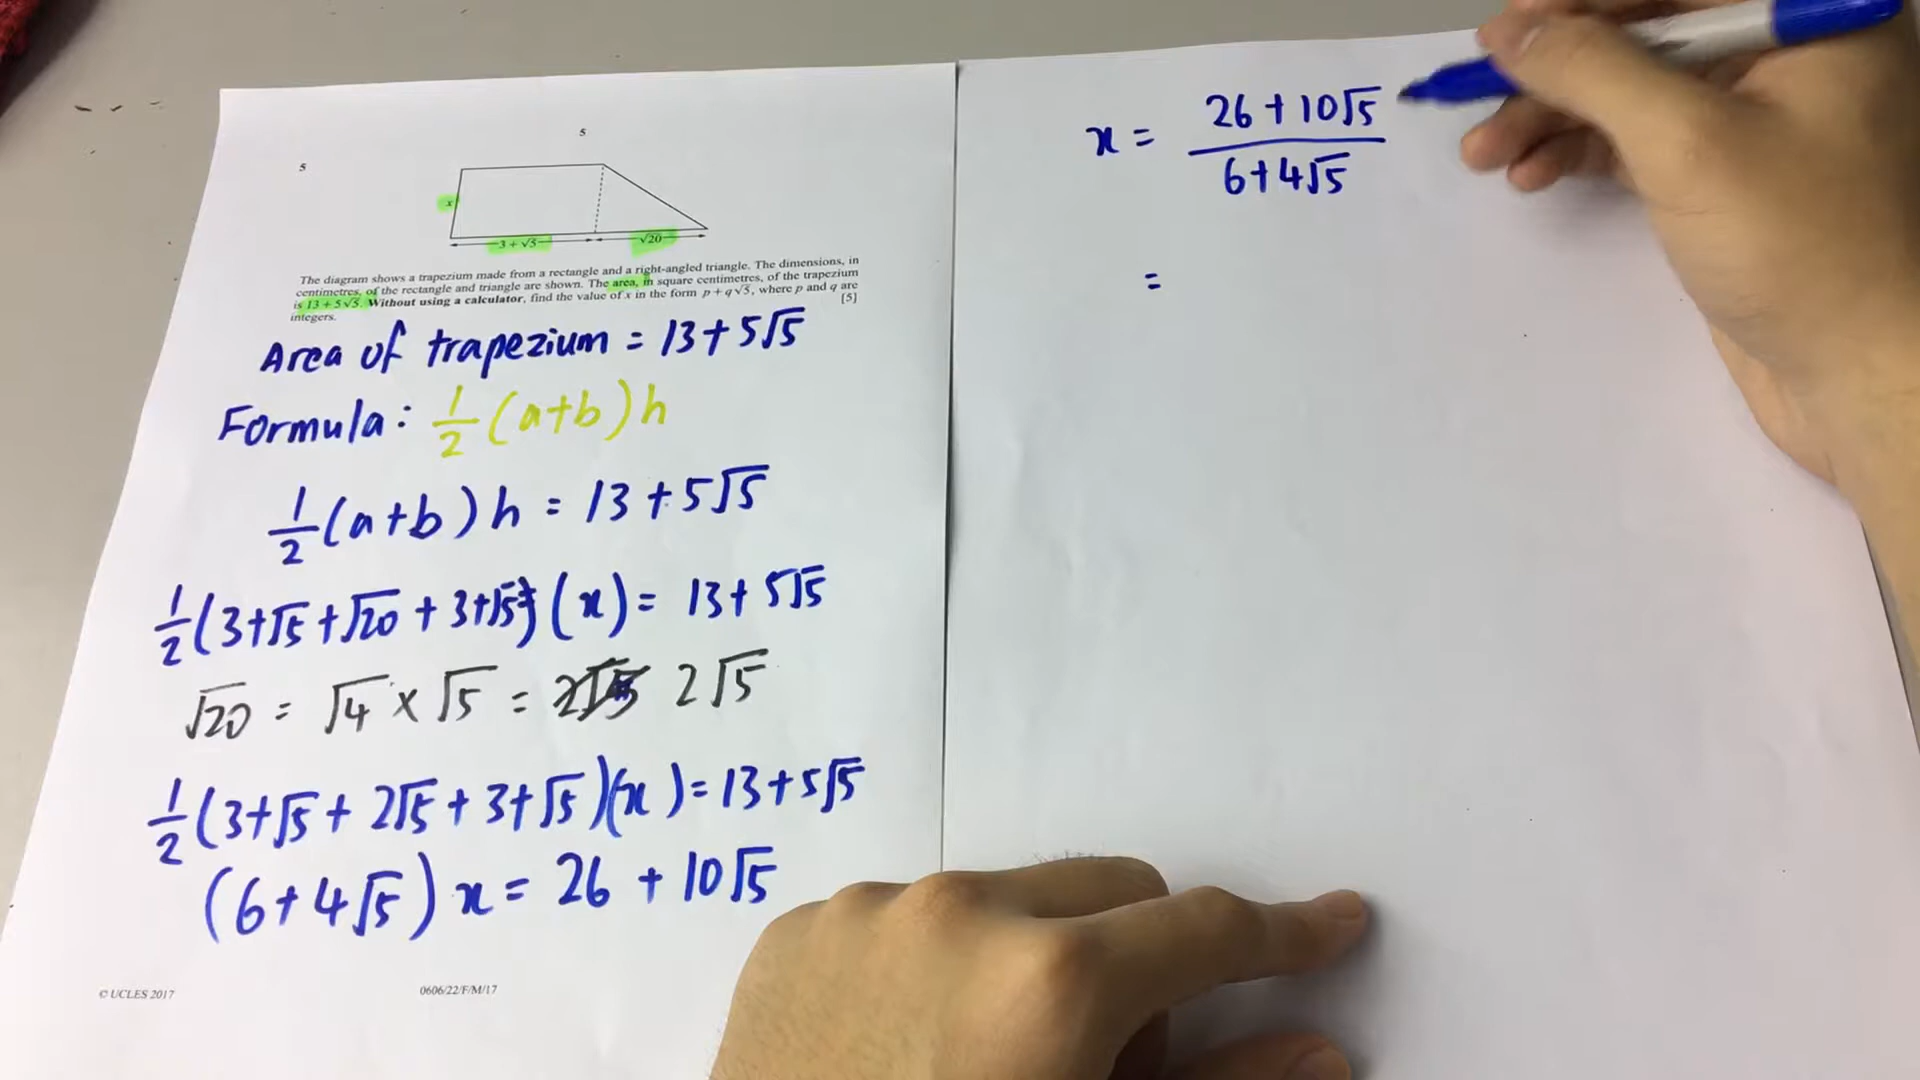 5
5
x
3 + √5
√20
The diagram shows a trapezium made from a rectangle and a right-angled triangle. The dimensions, in
centimetres, of the rectangle and triangle are shown. The area, in square centimetres, of the trapezium
is 13 + 5√5. Without using a calculator, find the value of x in the form p + q√5, where p and q are
integers. [5]
Area of trapezium = 13 + 5√5
Formula: 1/2 (a+b) h
1/2 (a+b) h = 13 + 5√5
1/2 (3+√5 + √20 + 3+√5) (x) = 13 + 5√5
√20 = √4 × √5 = 2√5
1/2 (3+√5 + 2√5 + 3+√5)(x) = 13 + 5√5
(6+4√5) x = 26 + 10√5
© UCLES 2017
0606/22/F/M/17
x = 26 + 10√5 / 6+4√5
=